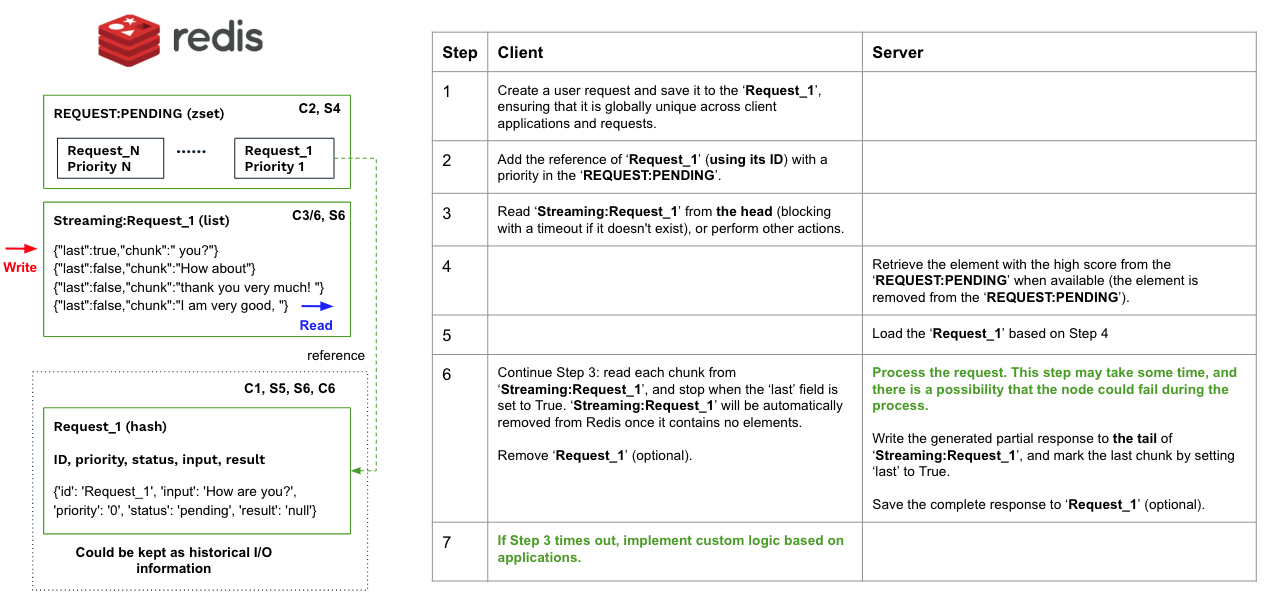 redis
REQUEST:PENDING (zset)
C2, S4
Request_N
Priority N
......
Request_1
Priority 1
Streaming:Request_1 (list)
C3/6, S6
{"last":true,"chunk":" you?"}
{"last":false,"chunk":"How about"}
{"last":false,"chunk":"thank you very much! "}
{"last":false,"chunk":"I am very good, "}
Write
Read
reference
C1, S5, S6, C6
Request_1 (hash)
ID, priority, status, input, result
{'id': 'Request_1', 'input': 'How are you?',
'priority': '0', 'status': 'pending', 'result': 'null'}
Could be kept as historical I/O
information
Step
Client
Server
1
Create a user request and save it to the ‘Request_1’,
ensuring that it is globally unique across client
applications and requests.
2
Add the reference of ‘Request_1’ (using its ID) with a
priority in the ‘REQUEST:PENDING’.
3
Read ‘Streaming:Request_1’ from the head (blocking
with a timeout if it doesn't exist), or perform other actions.
4
Retrieve the element with the high score from the
‘REQUEST:PENDING’ when available (the element is
removed from the ‘REQUEST:PENDING’).
5
Load the ‘Request_1’ based on Step 4
6
Continue Step 3: read each chunk from
‘Streaming:Request_1’, and stop when the ‘last’ field is
set to True. ‘Streaming:Request_1’ will be automatically
removed from Redis once it contains no elements.
Remove ‘Request_1’ (optional).
Process the request. This step may take some time, and
there is a possibility that the node could fail during the
process.
Write the generated partial response to the tail of
‘Streaming:Request_1’, and mark the last chunk by setting
‘last’ to True.
Save the complete response to ‘Request_1’ (optional).
7
If Step 3 times out, implement custom logic based on
applications.